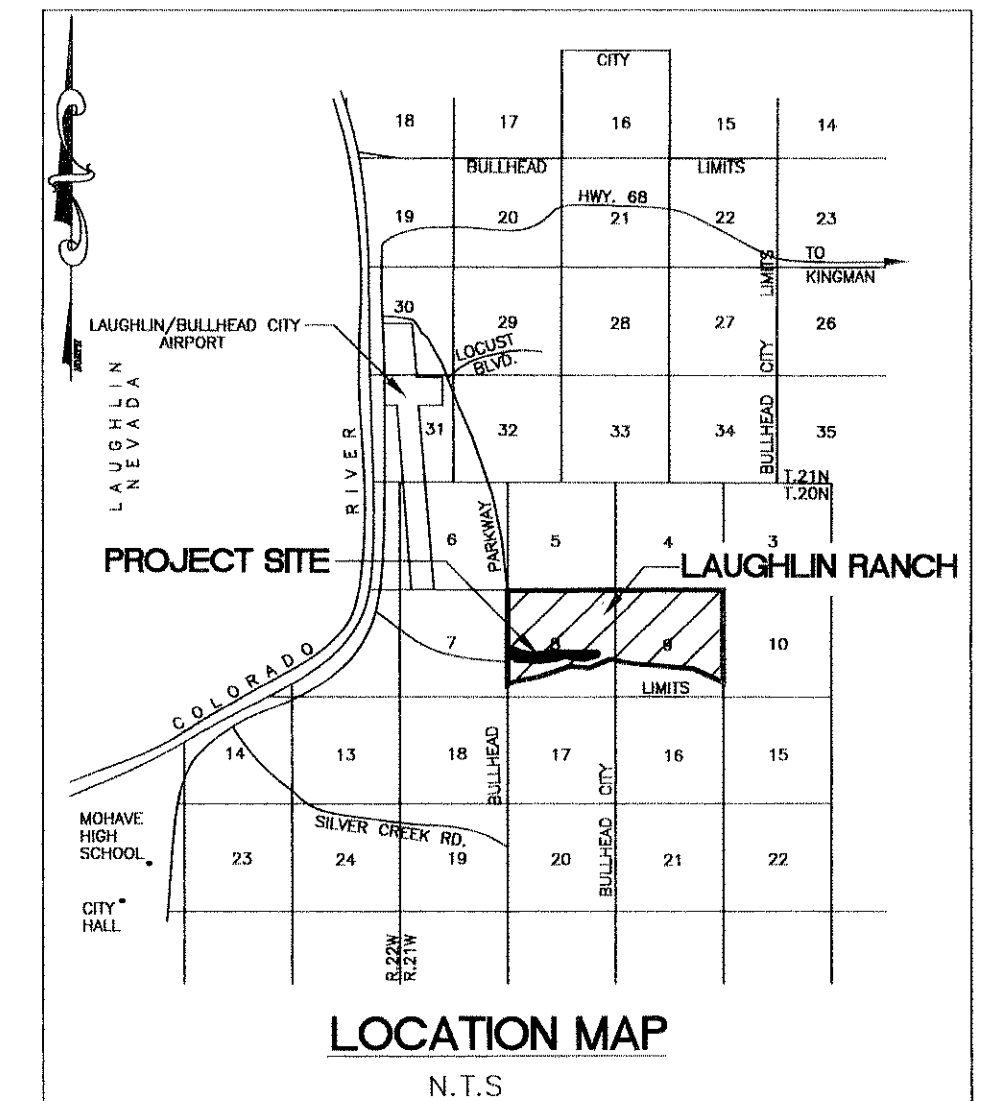 CITY
18 17 16 15 14
BULLHEAD LIMITS
HWY. 68
19 20 21 22 23
LIMITS
TO
KINGMAN
30 29 28 27 26
LAUGHLIN/BULLHEAD CITY
AIRPORT
LOCUST
BLVD.
LAUGHLIN
NEVADA
RIVER
31 32 33 34 35
BULLHEAD CITY
T.21N
T.20N
6 5 4 3
PARKWAY
PROJECT SITE
LAUGHLIN RANCH
7 8 9 10
COLORADO
LIMITS
14 13 18 17 16 15
BULLHEAD
BULLHEAD CITY
MOHAVE
HIGH
SCHOOL
SILVER CREEK RD.
23 24 19 20 21 22
CITY
HALL
R.22W
R.21W
LOCATION MAP
N.T.S
NORTH